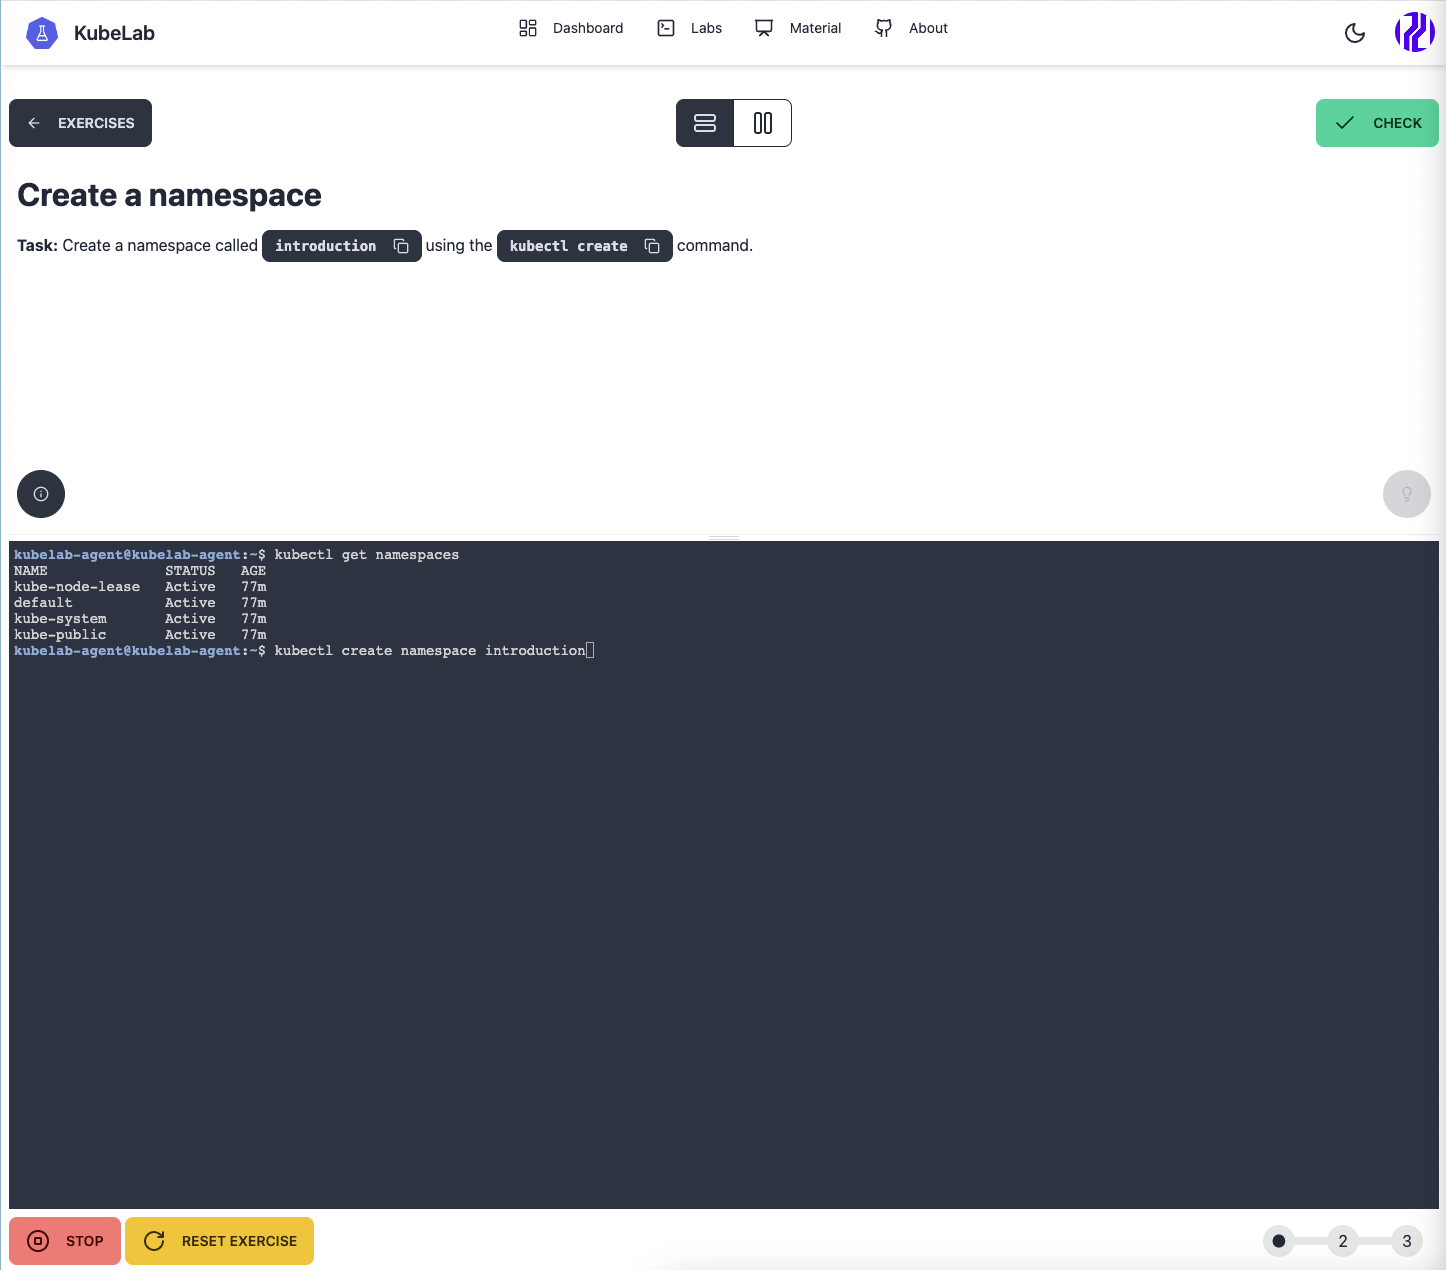 KubeLab
Dashboard
Labs
Material
About
EXERCISES
CHECK
Create a namespace
Task: Create a namespace called introduction using the kubectl create command.
kubelab-agent@kubelab-agent:~$ kubectl get namespaces
NAME STATUS AGE
kube-node-lease Active 77m
default Active 77m
kube-system Active 77m
kube-public Active 77m
kubelab-agent@kubelab-agent:~$ kubectl create namespace introduction
STOP
RESET EXERCISE
2
3